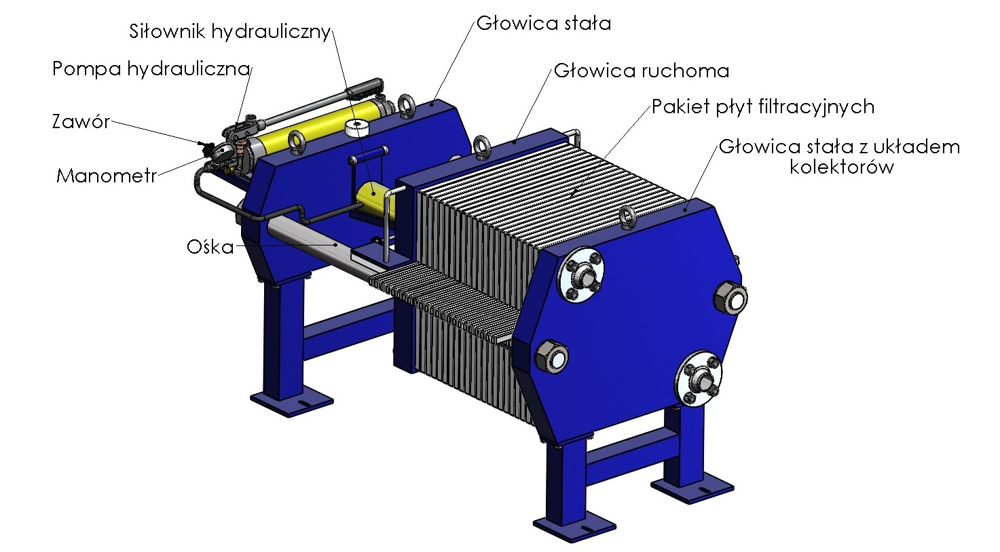 Siłownik hydrauliczny
Głowica stała
Pompa hydrauliczna
Głowica ruchoma
Pakiet płyt filtracyjnych
Zawór
Głowica stała z układem
kolektorów
Manometr
Ośka